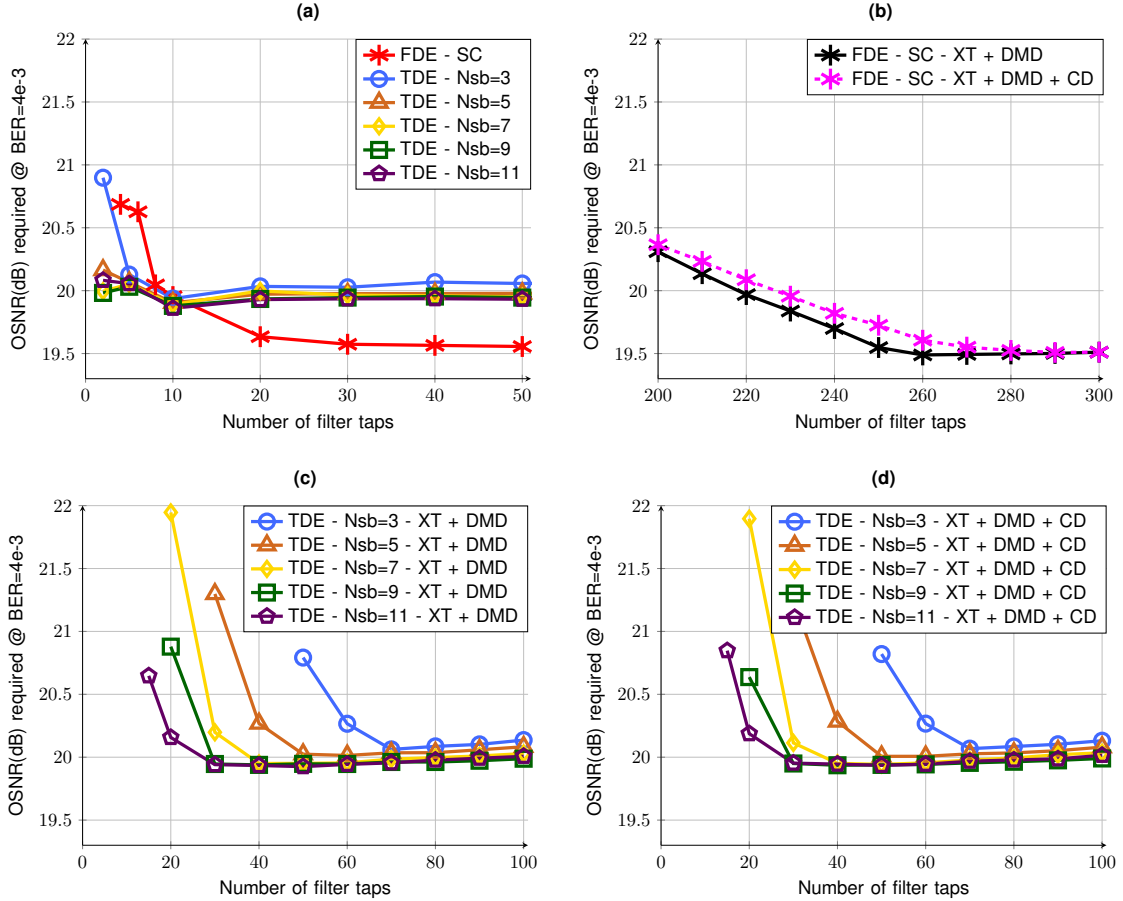 (a)
OSNR(dB) required @ BER=4e-3
22
21.5
21
20.5
20
19.5
0 10 20 30 40 50
Number of filter taps
FDE - SC
TDE - Nsb=3
TDE - Nsb=5
TDE - Nsb=7
TDE - Nsb=9
TDE - Nsb=11
(b)
OSNR(dB) required @ BER=4e-3
22
21.5
21
20.5
20
19.5
200 220 240 260 280 300
Number of filter taps
FDE - SC - XT + DMD
FDE - SC - XT + DMD + CD
(c)
OSNR(dB) required @ BER=4e-3
22
21.5
21
20.5
20
19.5
0 20 40 60 80 100
Number of filter taps
TDE - Nsb=3 - XT + DMD
TDE - Nsb=5 - XT + DMD
TDE - Nsb=7 - XT + DMD
TDE - Nsb=9 - XT + DMD
TDE - Nsb=11 - XT + DMD
(d)
OSNR(dB) required @ BER=4e-3
22
21.5
21
20.5
20
19.5
0 20 40 60 80 100
Number of filter taps
TDE - Nsb=3 - XT + DMD + CD
TDE - Nsb=5 - XT + DMD + CD
TDE - Nsb=7 - XT + DMD + CD
TDE - Nsb=9 - XT + DMD + CD
TDE - Nsb=11 - XT + DMD + CD